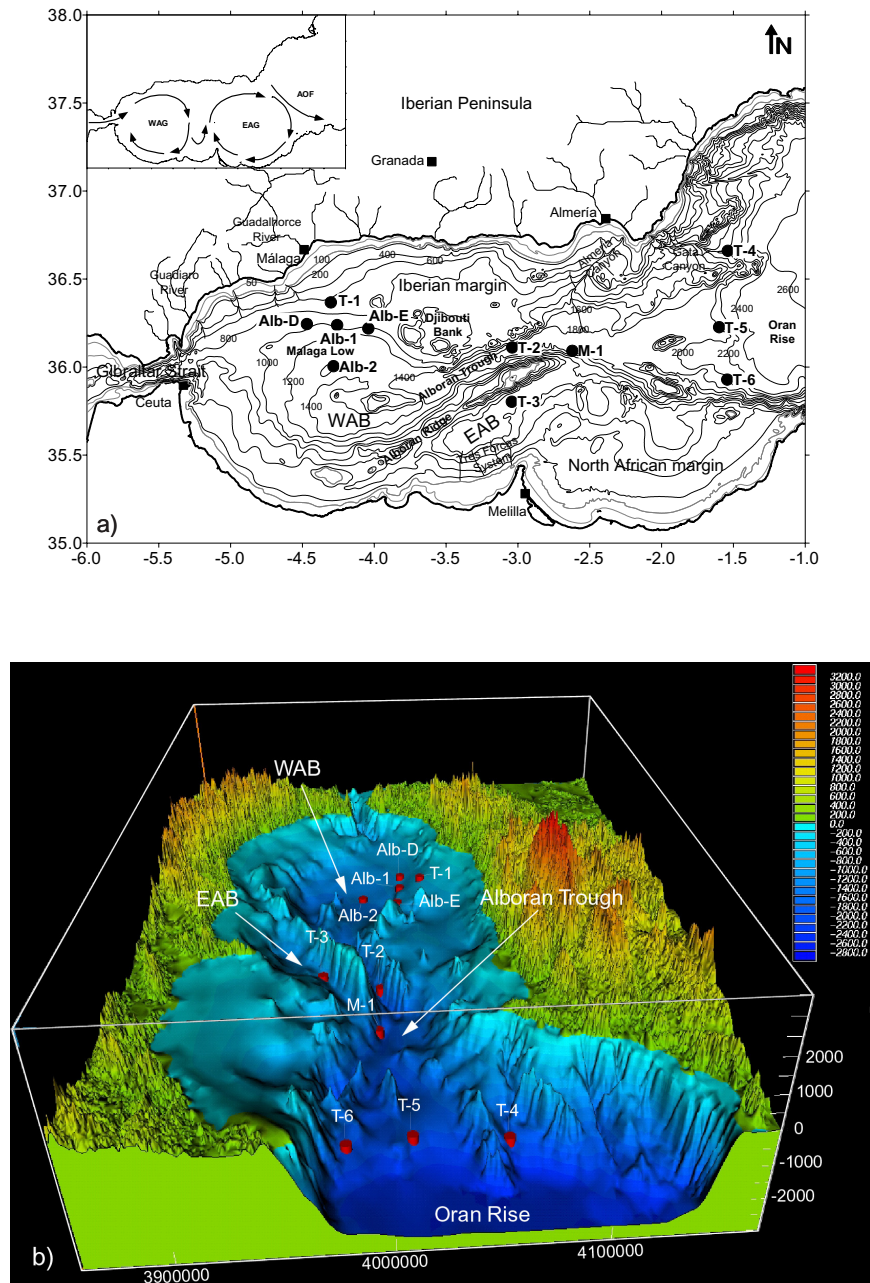 38.0
37.5
37.0
36.5
36.0
35.5
35.0
-6.0 -5.5 -5.0 -4.5 -4.0 -3.5 -3.0 -2.5 -2.0 -1.5 -1.0
N
WAG
EAG
AOF
Iberian Peninsula
Granada
Almería
Guadalhorce
River
Málaga
Guadiaro
River
50
100
200
400
600
Iberian margin
Almeria
Canyon
Gata
Canyon
T-4
2600
T-1
Alb-D
Alb-1
Alb-E
Djibouti
Bank
800
1600
1800
2400
T-5
Oran
Rise
Malaga Low
Alb-2
1000
1200
1400
1400
T-2
M-1
2000
2200
T-6
Gibraltar Strait
Ceuta
Alboran Trough
WAB
T-3
Alboran Ridge
EAB
Yrds Forces
System
North African margin
Melilla
a)
3200.0
3000.0
2800.0
2600.0
2400.0
2200.0
2000.0
1800.0
1600.0
1400.0
1200.0
1000.0
800.0
600.0
400.0
200.0
0.0
-200.0
-400.0
-600.0
-800.0
-1000.0
-1200.0
-1400.0
-1600.0
-1800.0
-2000.0
-2200.0
-2400.0
-2600.0
-2800.0
WAB
Alb-D
Alb-1
T-1
EAB
Alb-E
Alboran Trough
Alb-2
T-3
T-2
M-1
T-6
T-5
T-4
2000
1000
0
-1000
-2000
Oran Rise
b)
3900000
4000000
4100000